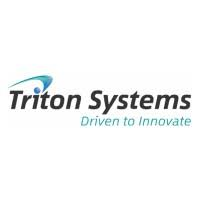 Triton Systems
Driven to Innovate